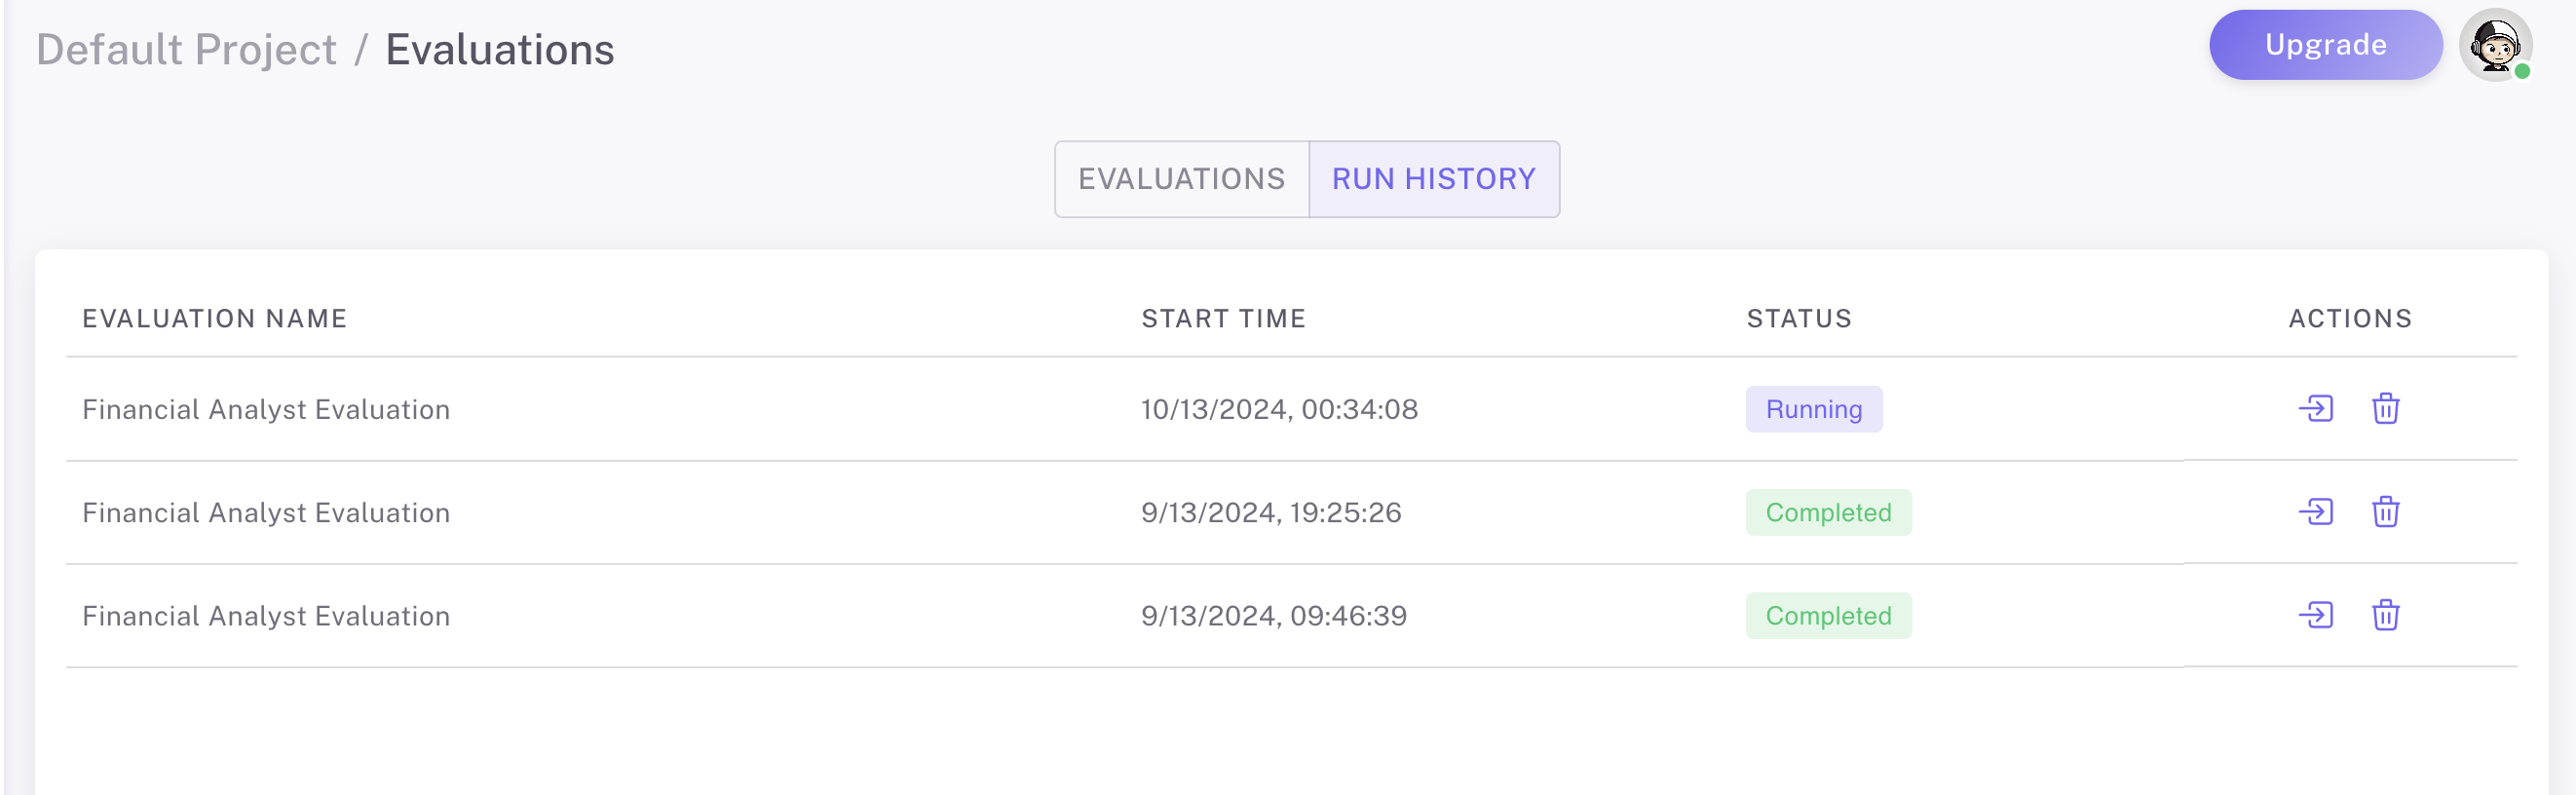 Default Project / Evaluations
Upgrade
EVALUATIONS RUN HISTORY
EVALUATION NAME START TIME STATUS ACTIONS
Financial Analyst Evaluation 10/13/2024, 00:34:08 Running
Financial Analyst Evaluation 9/13/2024, 19:25:26 Completed
Financial Analyst Evaluation 9/13/2024, 09:46:39 Completed